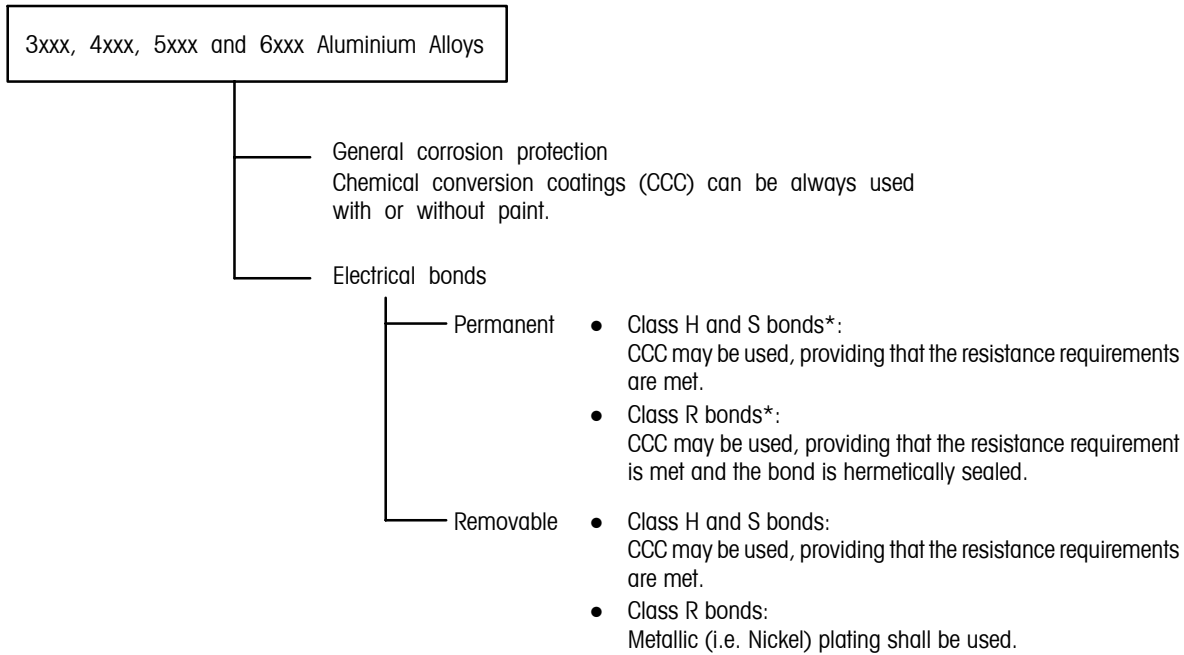 3xxx, 4xxx, 5xxx and 6xxx Aluminium Alloys
General corrosion protection
Chemical conversion coatings (CCC) can be always used
with or without paint.
Electrical bonds
Permanent ● Class H and S bonds*:
CCC may be used, providing that the resistance requirements
are met.
● Class R bonds*:
CCC may be used, providing that the resistance requirement
is met and the bond is hermetically sealed.
Removable ● Class H and S bonds:
CCC may be used, providing that the resistance requirements
are met.
● Class R bonds:
Metallic (i.e. Nickel) plating shall be used.